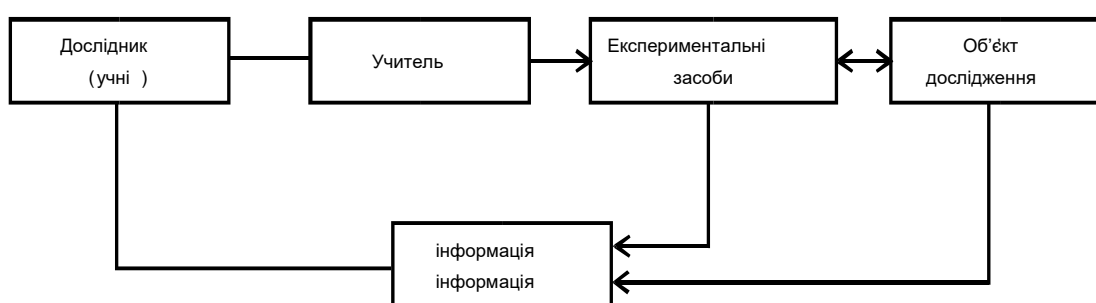 Дослідник
(учні )
Учитель
Експериментальні
засоби
Об’єкт
дослідження
інформація
інформація